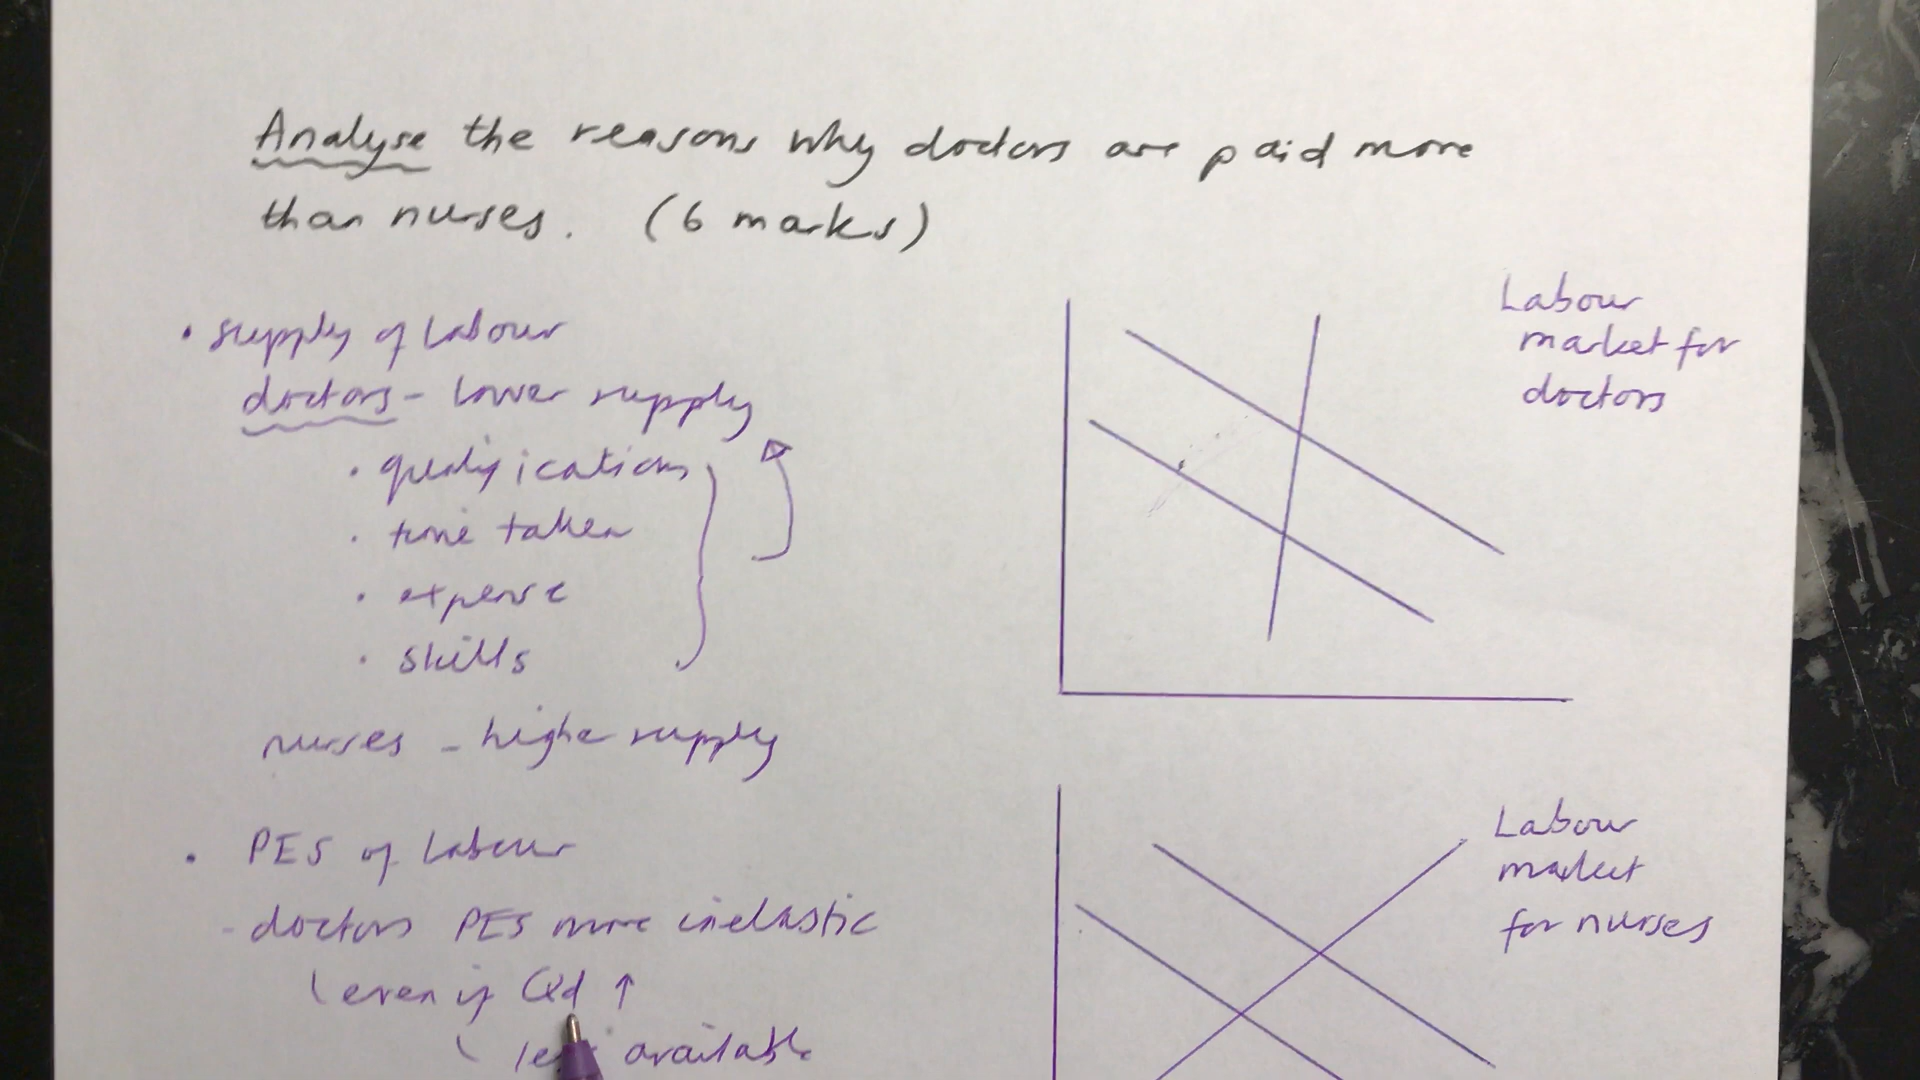 Analyse the reasons why doctors are paid more
than nurses. (6 marks)
• supply of labour
doctors - lower supply
• qualifications
• time taken
• expense
• skills
nurses - higher supply
• PES of labour
- doctors PES more inelastic
even if Qd ↑
available
Labour
market for
doctors
Labour
market
for nurses